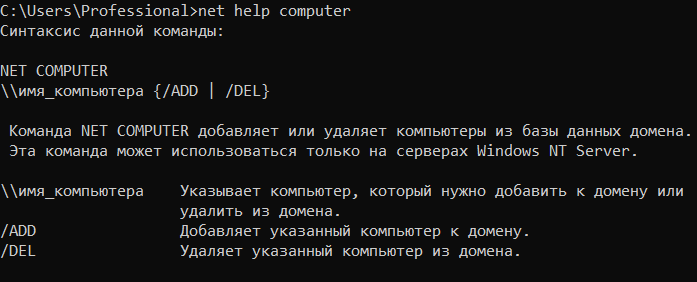 C:\Users\Professional>net help computer
Синтаксис данной команды:
NET COMPUTER
\\имя_компьютера {/ADD | /DEL}
Команда NET COMPUTER добавляет или удаляет компьютеры из базы данных домена.
Эта команда может использоваться только на серверах Windows NT Server.
\\имя_компьютера Указывает компьютер, который нужно добавить к домену или
удалить из домена.
/ADD Добавляет указанный компьютер к домену.
/DEL Удаляет указанный компьютер из домена.